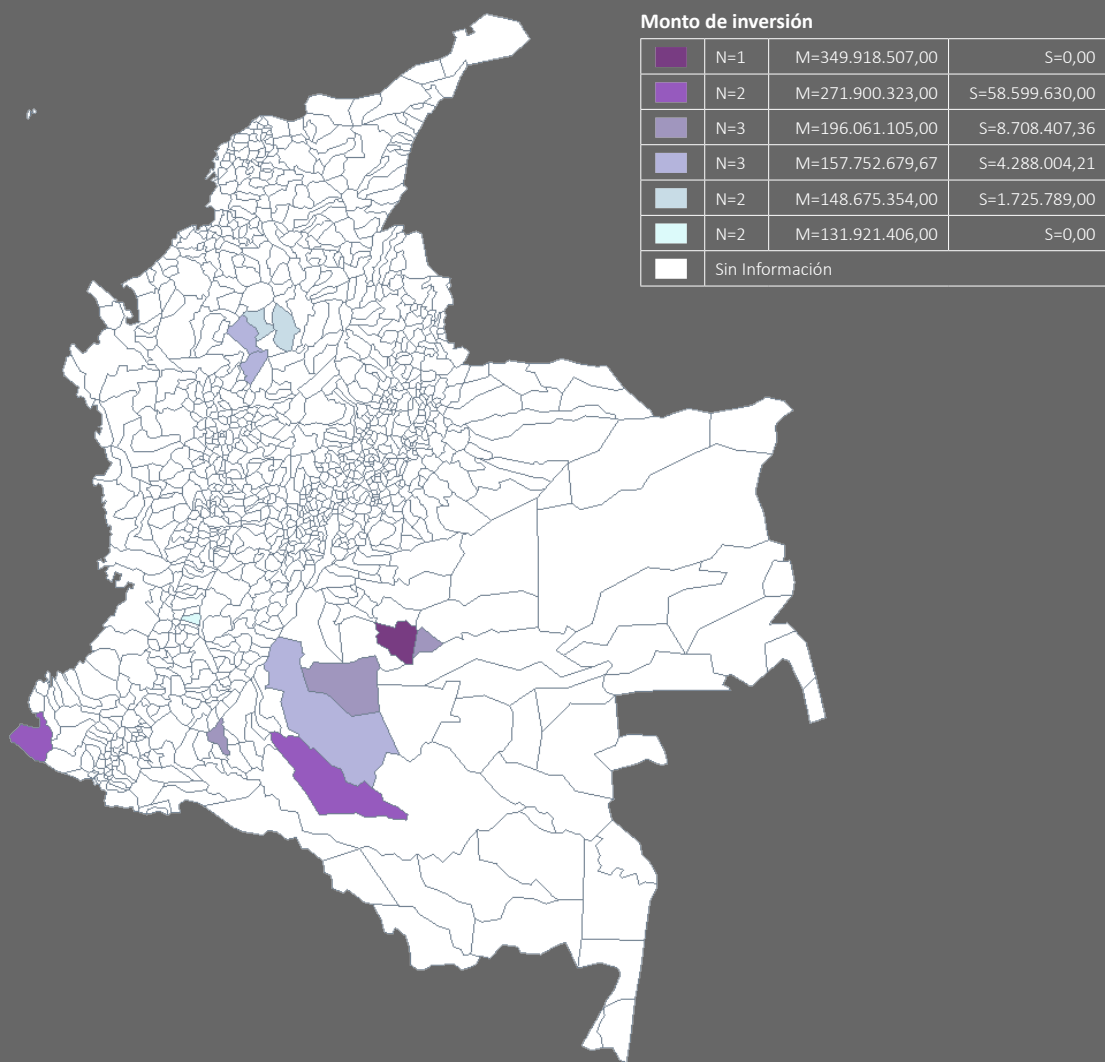 Monto de inversión
N=1 M=349.918.507,00 S=0,00
N=2 M=271.900.323,00 S=58.599.630,00
N=3 M=196.061.105,00 S=8.708.407,36
N=3 M=157.752.679,67 S=4.288.004,21
N=2 M=148.675.354,00 S=1.725.789,00
N=2 M=131.921.406,00 S=0,00
Sin Información